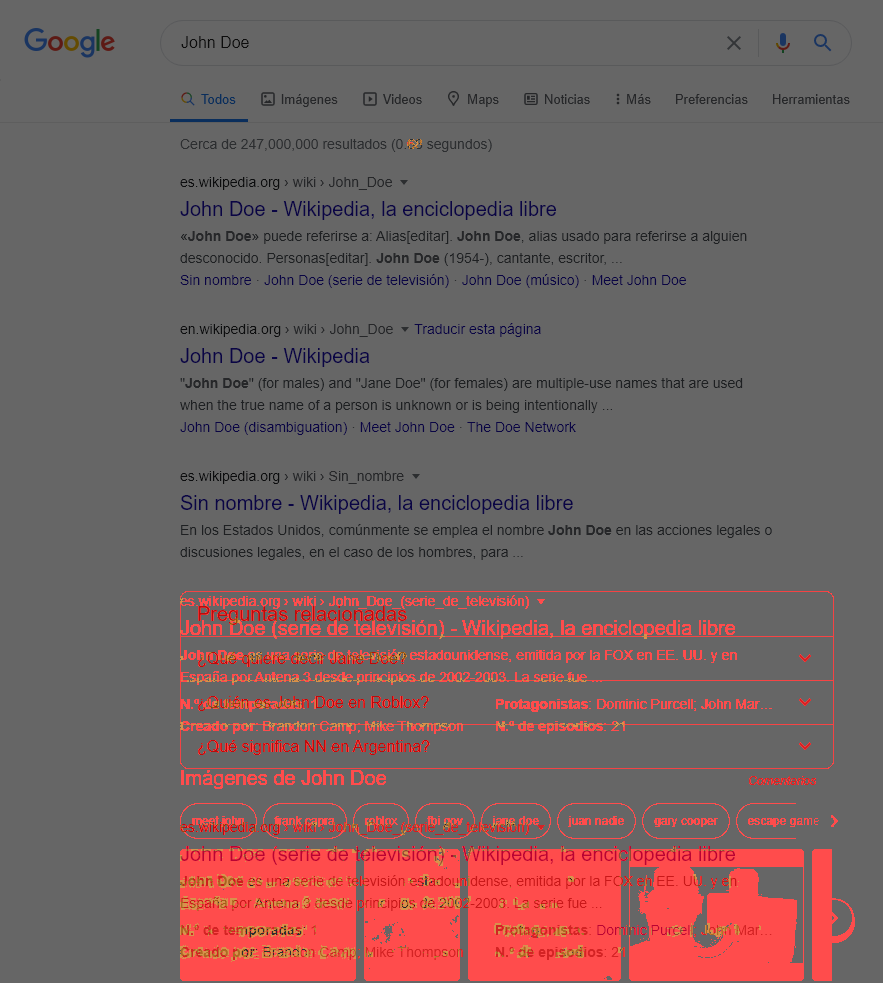 Google
John Doe
Todos Imágenes Videos Maps Noticias Más Preferencias Herramientas
Cerca de 247,000,000 resultados (0. segundos)
es.wikipedia.org › wiki › John_Doe
John Doe - Wikipedia, la enciclopedia libre
«John Doe» puede referirse a: Alias[editar]. John Doe, alias usado para referirse a alguien
desconocido. Personas[editar]. John Doe (1954-), cantante, escritor, ...
Sin nombre · John Doe (serie de televisión) · John Doe (músico) · Meet John Doe
en.wikipedia.org › wiki › John_Doe Traducir esta página
John Doe - Wikipedia
"John Doe" (for males) and "Jane Doe" (for females) are multiple-use names that are used
when the true name of a person is unknown or is being intentionally ...
John Doe (disambiguation) · Meet John Doe · The Doe Network
es.wikipedia.org › wiki › Sin_nombre
Sin nombre - Wikipedia, la enciclopedia libre
En los Estados Unidos, comúnmente se emplea el nombre John Doe en las acciones legales o
discusiones legales, en el caso de los hombres, para ...
es.wikipedia.org › wiki › John_Doe_(serie_de_televisión)
Preguntas relacionadas
John Doe (serie de televisión) - Wikipedia, la enciclopedia libre
John Doe es una serie de televisión estadounidense, emitida por la FOX en EE. UU. y en
¿Qué quiere decir Jane Doe?
España por Antena 3 desde principios de 2002-2003. La serie fue ...
¿Quién es John Doe en Roblox?
N.º de temporadas: 1 Protagonistas: Dominic Purcell; John Mar...
Creado por: Brandon Camp; Mike Thompson N.º de episodios: 21
¿Qué significa NN en Argentina?
Imágenes de John Doe
Comentarios
meet john frank capra roblox fbi gov jane doe juan nadie gary cooper escape game
es.wikipedia.org › wiki › John_Doe_(serie_de_televisión)
John Doe (serie de televisión) - Wikipedia, la enciclopedia libre
John Doe es una serie de televisión estadounidense, emitida por la FOX en EE. UU. y en
España por Antena 3 desde principios de 2002-2003. La serie fue ...
N.º de temporadas: 1 Protagonistas: Dominic Purcell; John Mar...
Creado por: Brandon Camp; Mike Thompson N.º de episodios: 21